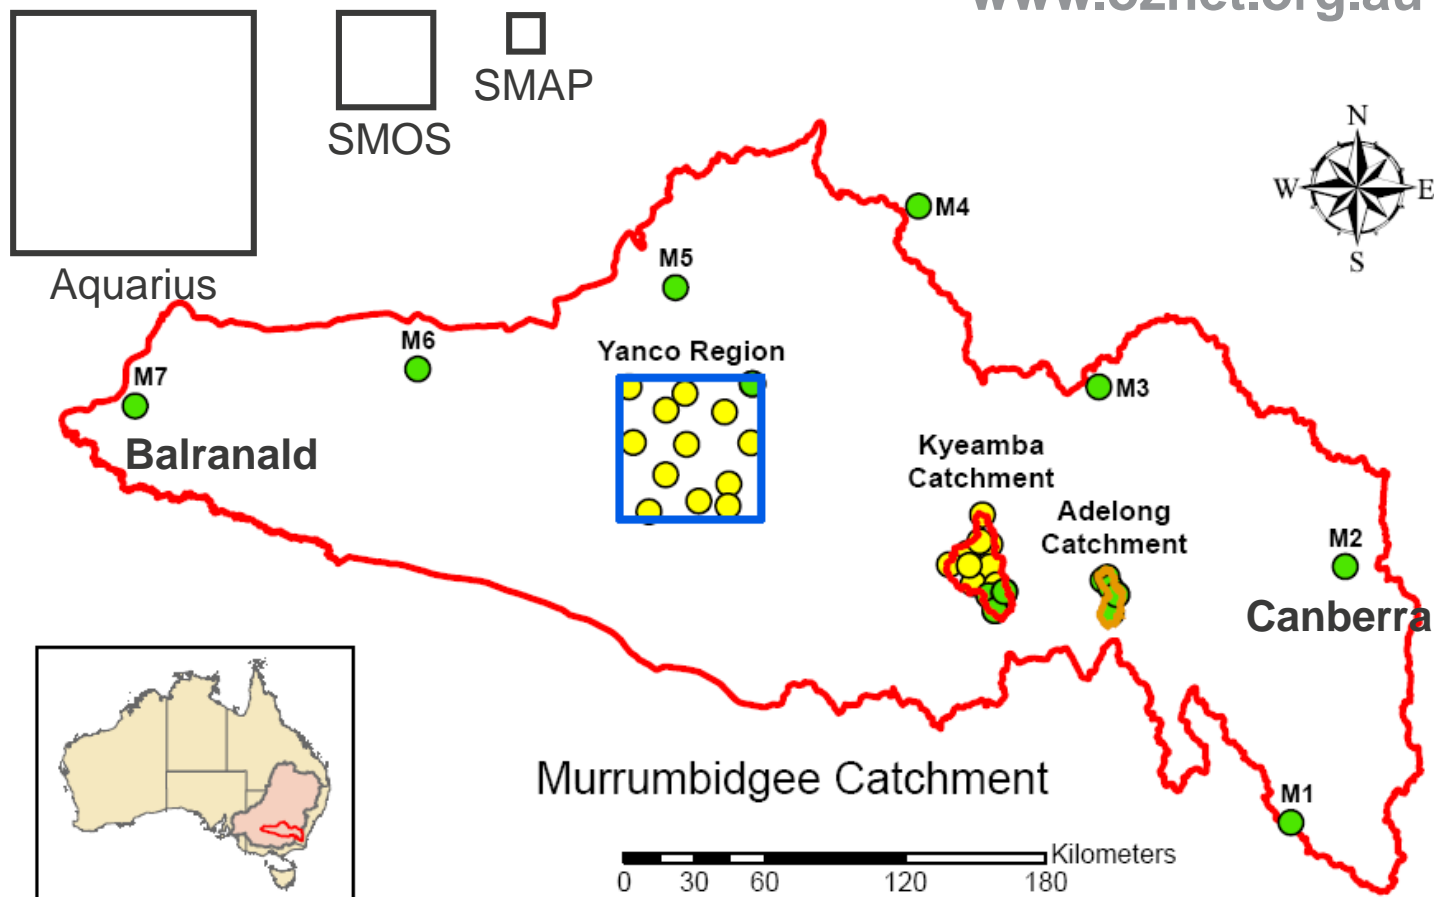 www.oznet.org.au
Aquarius
SMOS
SMAP
N
W
E
S
M4
M5
M6
M7
Yanco Region
M3
Balranald
Kyeamba
Catchment
Adelong
Catchment
M2
Canberra
Murrumbidgee Catchment
M1
Kilometers
0 30 60 120 180